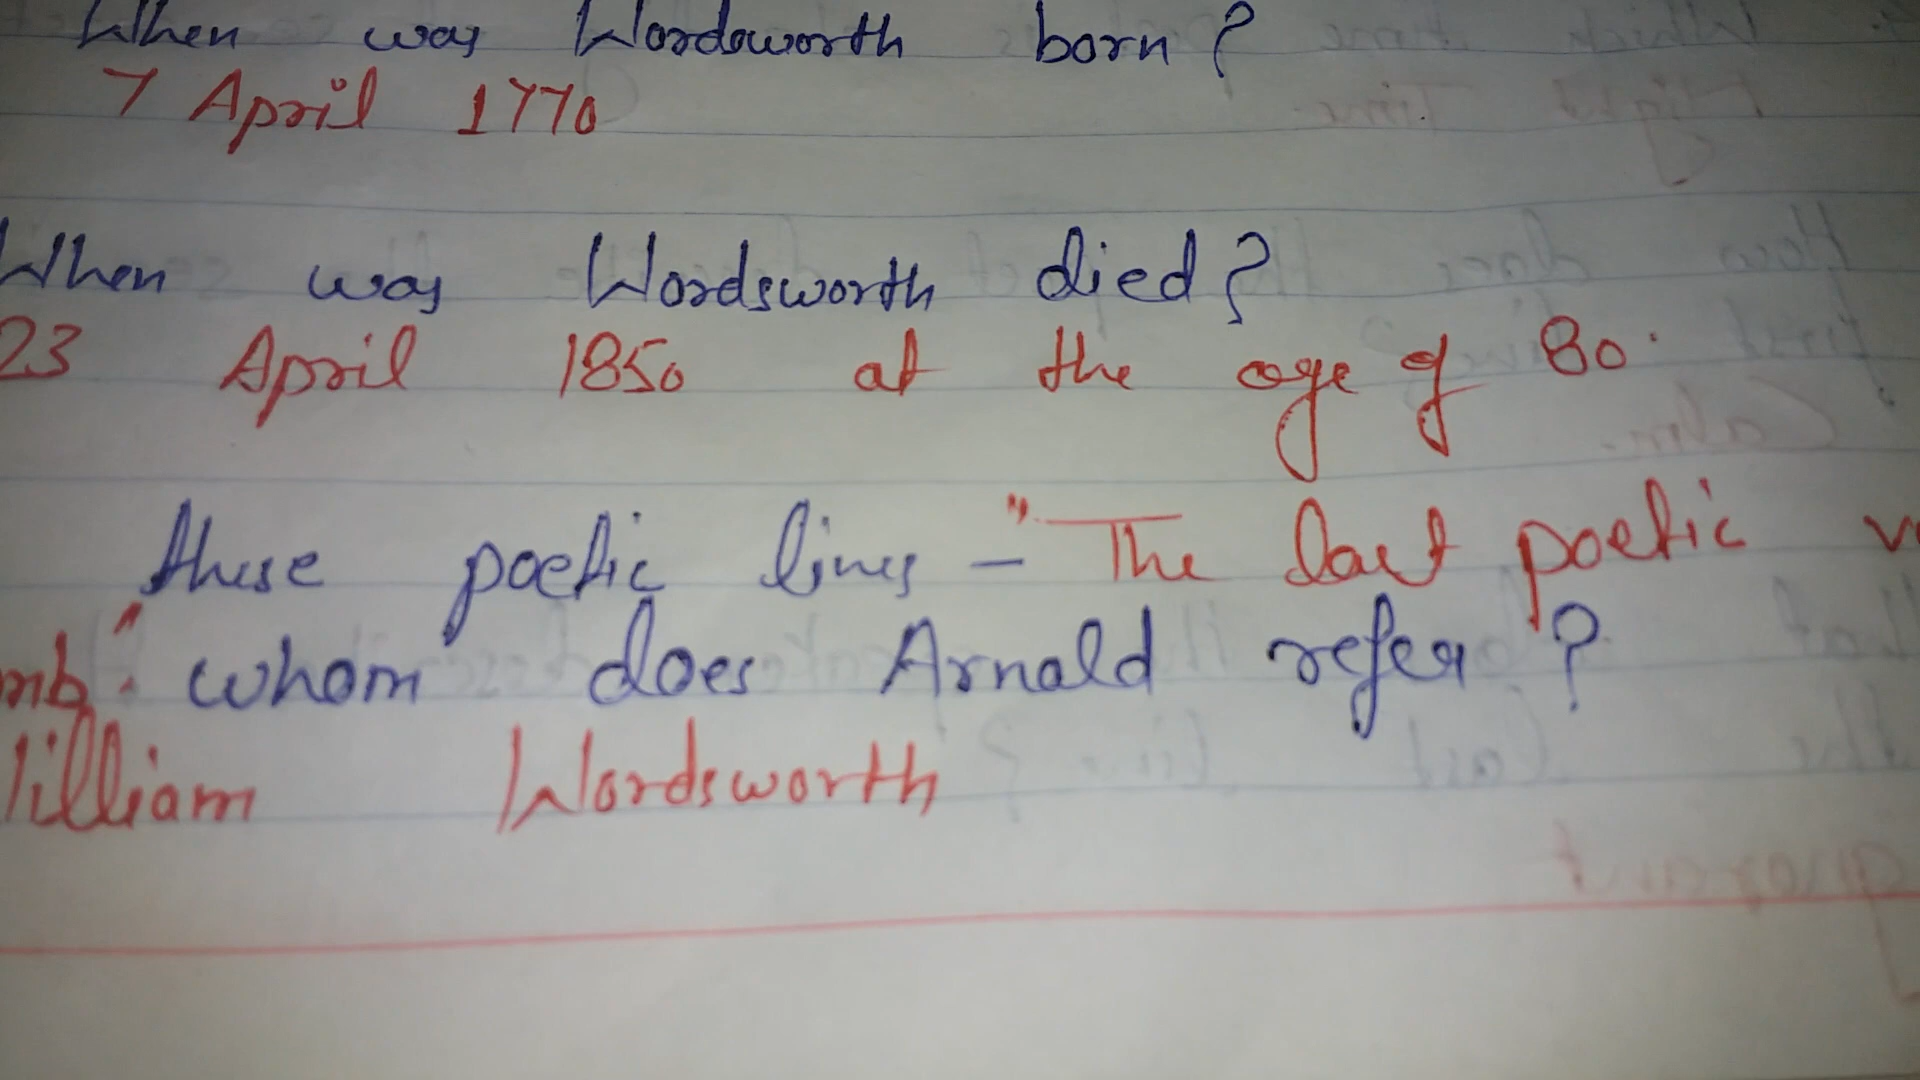 When was Wordsworth born?
7 April 1770
When was Wordsworth died?
23 April 1850 at the age of 80.
these poetic lines - "The last poetic
whom does Arnold refer?
William Wordsworth